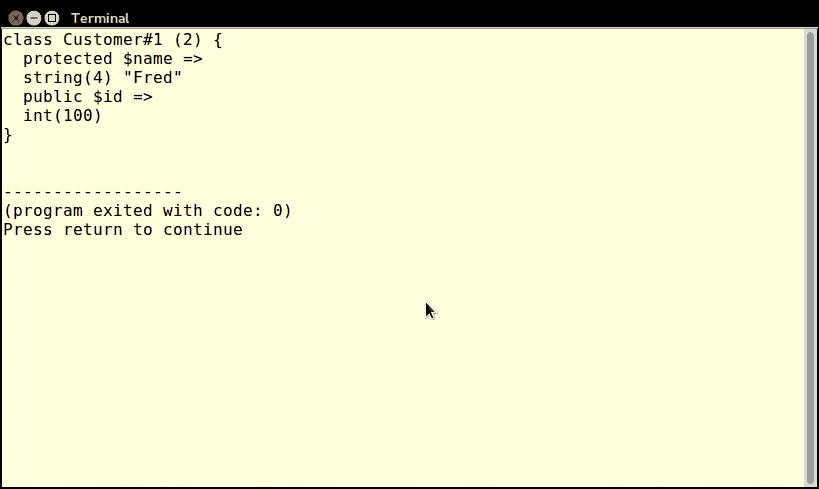 Terminal
class Customer#1 (2) {
  protected $name =>
  string(4) "Fred"
  public $id =>
  int(100)
}
------------------
(program exited with code: 0)
Press return to continue